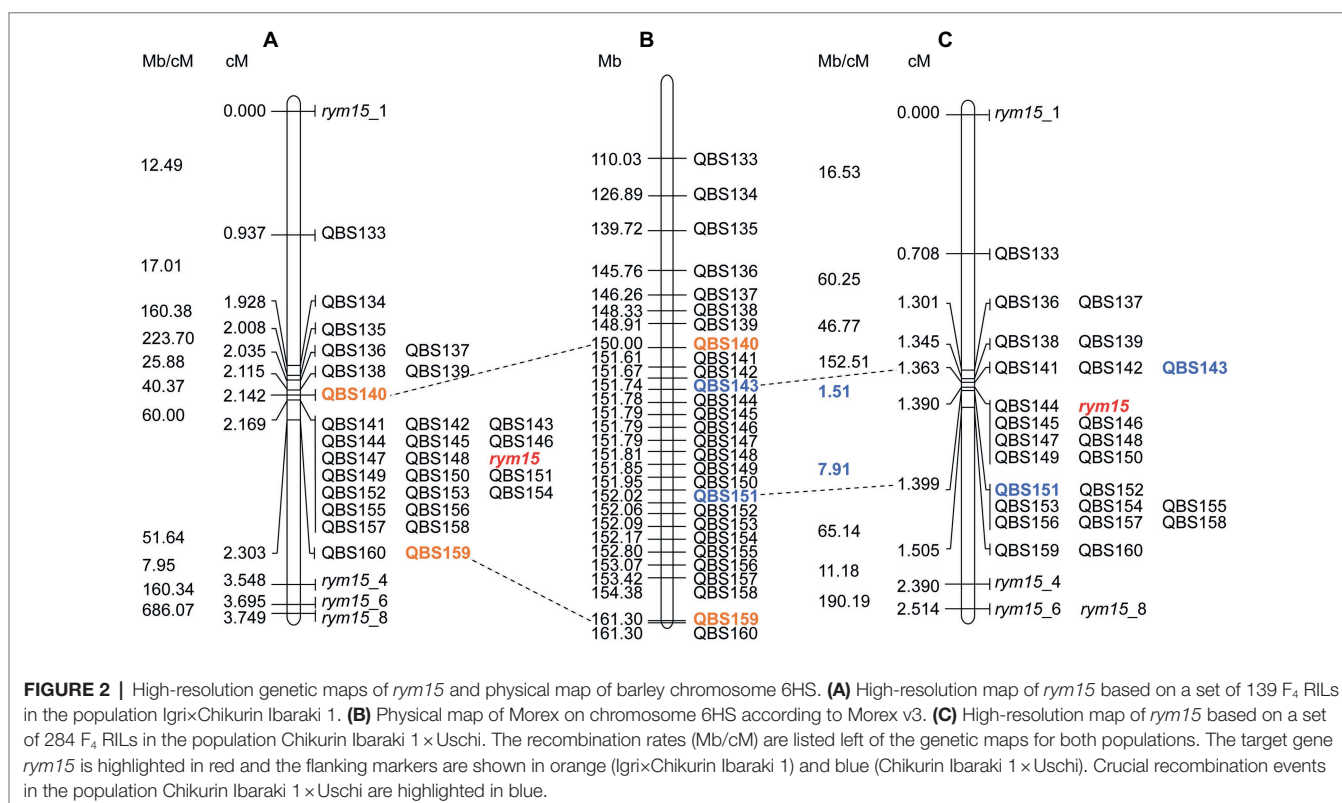 A B C
Mb/cM cM Mb Mb/cM cM
0.000 rym15_1
12.49
0.937 QBS133
17.01
1.928 QBS134
160.38
2.008 QBS135
223.70
2.035 QBS136 QBS137
25.88
2.115 QBS138 QBS139
40.37
2.142 QBS140
60.00
2.169 QBS141 QBS142 QBS143
QBS144 QBS145 QBS146
QBS147 QBS148 rym15
QBS149 QBS150 QBS151
QBS152 QBS153 QBS154
QBS155 QBS156
QBS157 QBS158
51.64
2.303 QBS160 QBS159
7.95
3.548 rym15_4
160.34
3.695 rym15_6
686.07
3.749 rym15_8
110.03 QBS133
126.89 QBS134
139.72 QBS135
145.76 QBS136
146.26 QBS137
148.33 QBS138
148.91 QBS139
150.00 QBS140
151.61 QBS141
151.67 QBS142
151.74 QBS143
151.78 QBS144
151.79 QBS145
151.79 QBS146
151.79 QBS147
151.81 QBS148
151.85 QBS149
151.95 QBS150
152.02 QBS151
152.06 QBS152
152.09 QBS153
152.17 QBS154
152.80 QBS155
153.07 QBS156
153.42 QBS157
154.38 QBS158
161.30 QBS159
161.30 QBS160
0.000 rym15_1
16.53
0.708 QBS133
60.25
1.301 QBS136 QBS137
46.77
1.345 QBS138 QBS139
152.51
1.363 QBS141 QBS142 QBS143
1.51
1.390 QBS144 rym15
QBS145 QBS146
QBS147 QBS148
QBS149 QBS150
7.91
1.399 QBS151 QBS152
QBS153 QBS154 QBS155
QBS156 QBS157 QBS158
65.14
1.505 QBS159 QBS160
11.18
2.390 rym15_4
190.19
2.514 rym15_6 rym15_8
FIGURE 2 | High-resolution genetic maps of rym15 and physical map of barley chromosome 6HS. (A) High-resolution map of rym15 based on a set of 139 F₄ RILs
in the population Igri×Chikurin Ibaraki 1. (B) Physical map of Morex on chromosome 6HS according to Morex v3. (C) High-resolution map of rym15 based on a set
of 284 F₄ RILs in the population Chikurin Ibaraki 1 × Uschi. The recombination rates (Mb/cM) are listed left of the genetic maps for both populations. The target gene
rym15 is highlighted in red and the flanking markers are shown in orange (Igri×Chikurin Ibaraki 1) and blue (Chikurin Ibaraki 1 × Uschi). Crucial recombination events
in the population Chikurin Ibaraki 1 × Uschi are highlighted in blue.